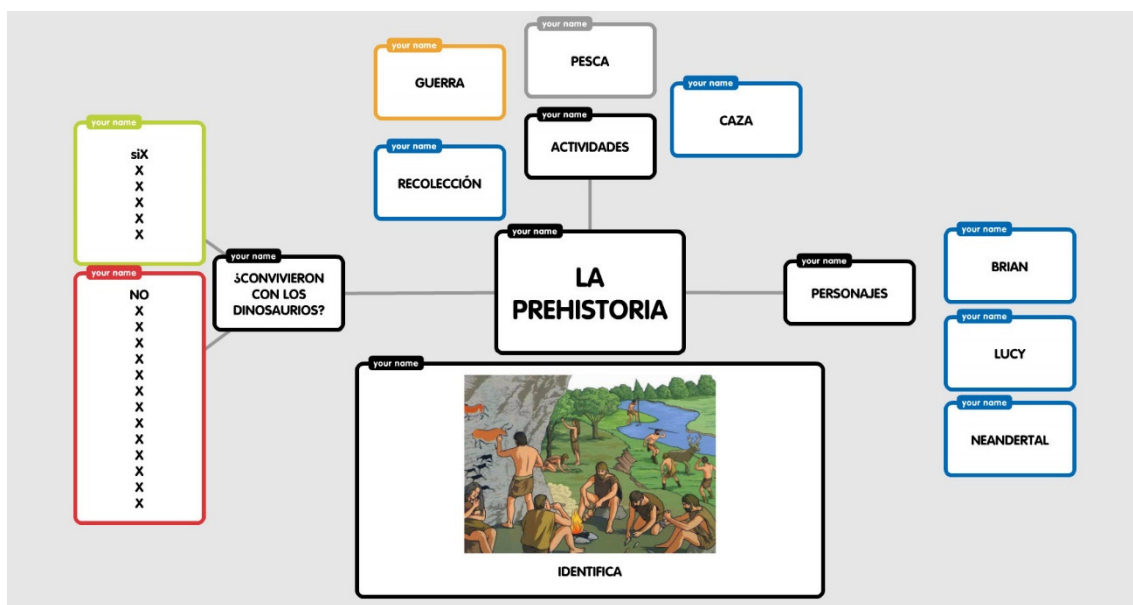 your name
PESCA
your name
GUERRA
your name
CAZA
your name
ACTIVIDADES
your name
RECOLECCIÓN
your name
siX
X
X
X
X
X
your name
NO
X
X
X
X
X
X
X
X
X
X
X
X
X
your name
¿CONVIVIERON
CON LOS
DINOSAURIOS?
your name
LA
PREHISTORIA
your name
PERSONAJES
your name
BRIAN
your name
LUCY
your name
NEANDERTAL
your name
IDENTIFICA